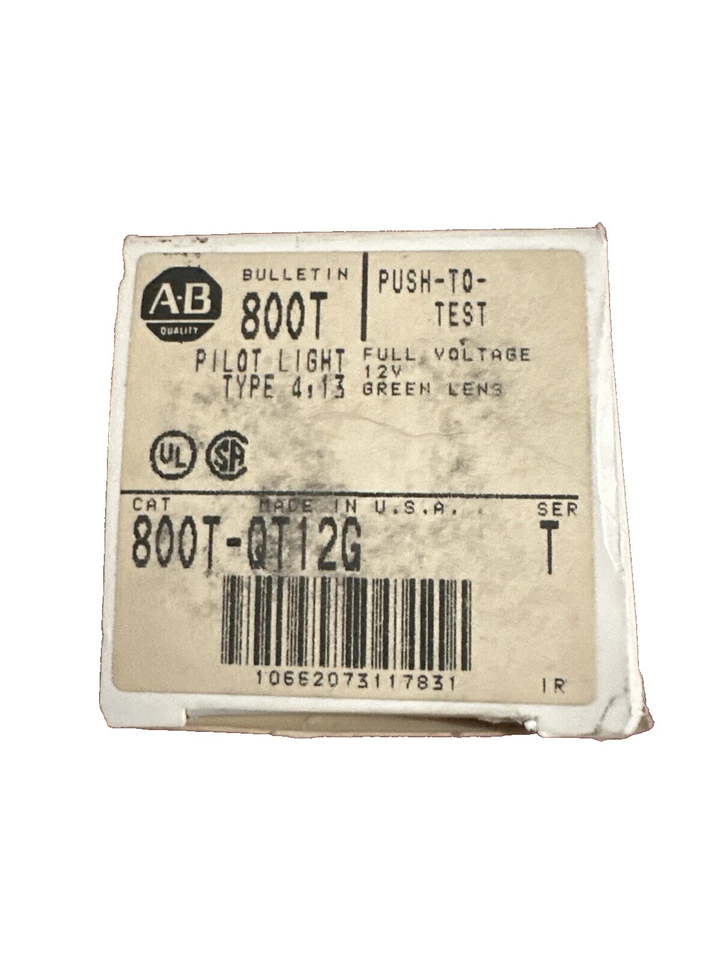 A-B
QUALITY
BULLETIN
800T
PUSH-TO-
TEST
PILOT LIGHT
TYPE 4,13
FULL VOLTAGE
12V
GREEN LENS
UL
SA
CAT
MADE IN U.S.A.
SER
800T-QT12G
T
10662073117831
IR